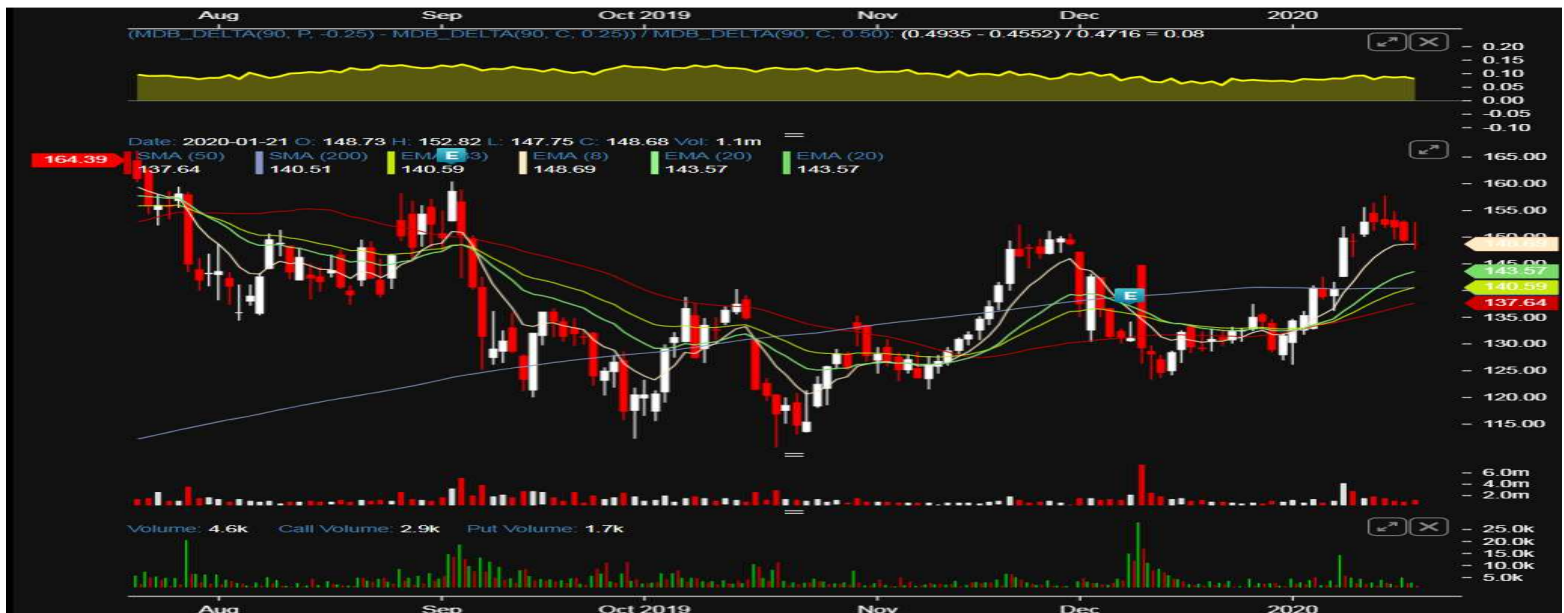 Aug Sep Oct 2019 Nov Dec 2020
(MDB_DELTA(90, P, -0.25) - MDB_DELTA(90, C, 0.25)) / MDB_DELTA(90, C, 0.50): (0.4935 - 0.4552) / 0.4716 = 0.08
0.20
0.15
0.10
0.05
0.00
-0.05
-0.10
Date: 2020-01-21 O: 148.73 H: 152.82 L: 147.75 C: 148.68 Vol: 1.1m
164.39 SMA (50) SMA (200) EMA E 33) EMA (8) EMA (20) EMA (20)
137.64 140.51 140.59 148.69 143.57 143.57
165.00
160.00
155.00
150.00
148.69
145.00
143.57
140.59
137.64
E
135.00
130.00
125.00
120.00
115.00
6.0m
4.0m
2.0m
Volume: 4.6k Call Volume: 2.9k Put Volume: 1.7k
25.0k
20.0k
15.0k
10.0k
5.0k
Aug Sep Oct 2019 Nov Dec 2020